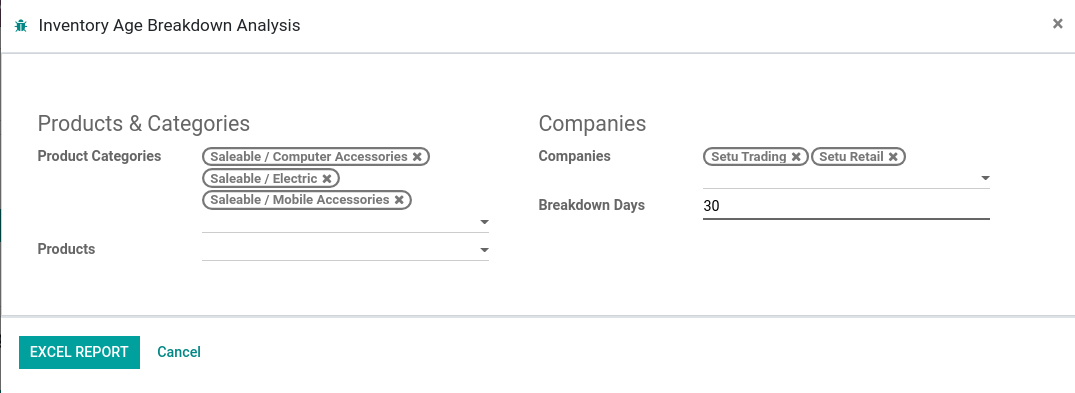 Inventory Age Breakdown Analysis ×
Products & Categories
Product Categories
Saleable / Computer Accessories ✖
Saleable / Electric ✖
Saleable / Mobile Accessories ✖
Products
Companies
Companies
Setu Trading ✖ Setu Retail ✖
Breakdown Days 30
EXCEL REPORT Cancel